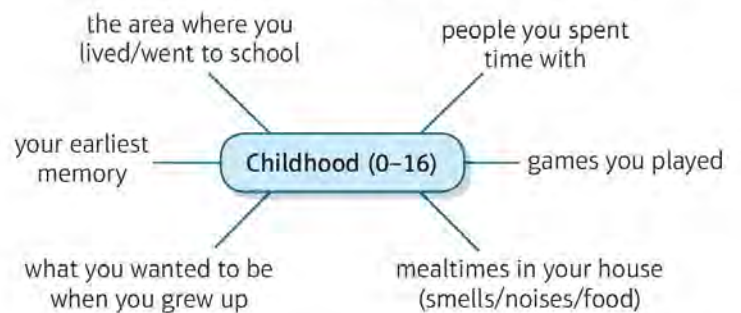 the area where you
lived/went to school
people you spent
time with
your earliest
memory
Childhood (0–16)
games you played
what you wanted to be
when you grew up
mealtimes in your house
(smells/noises/food)